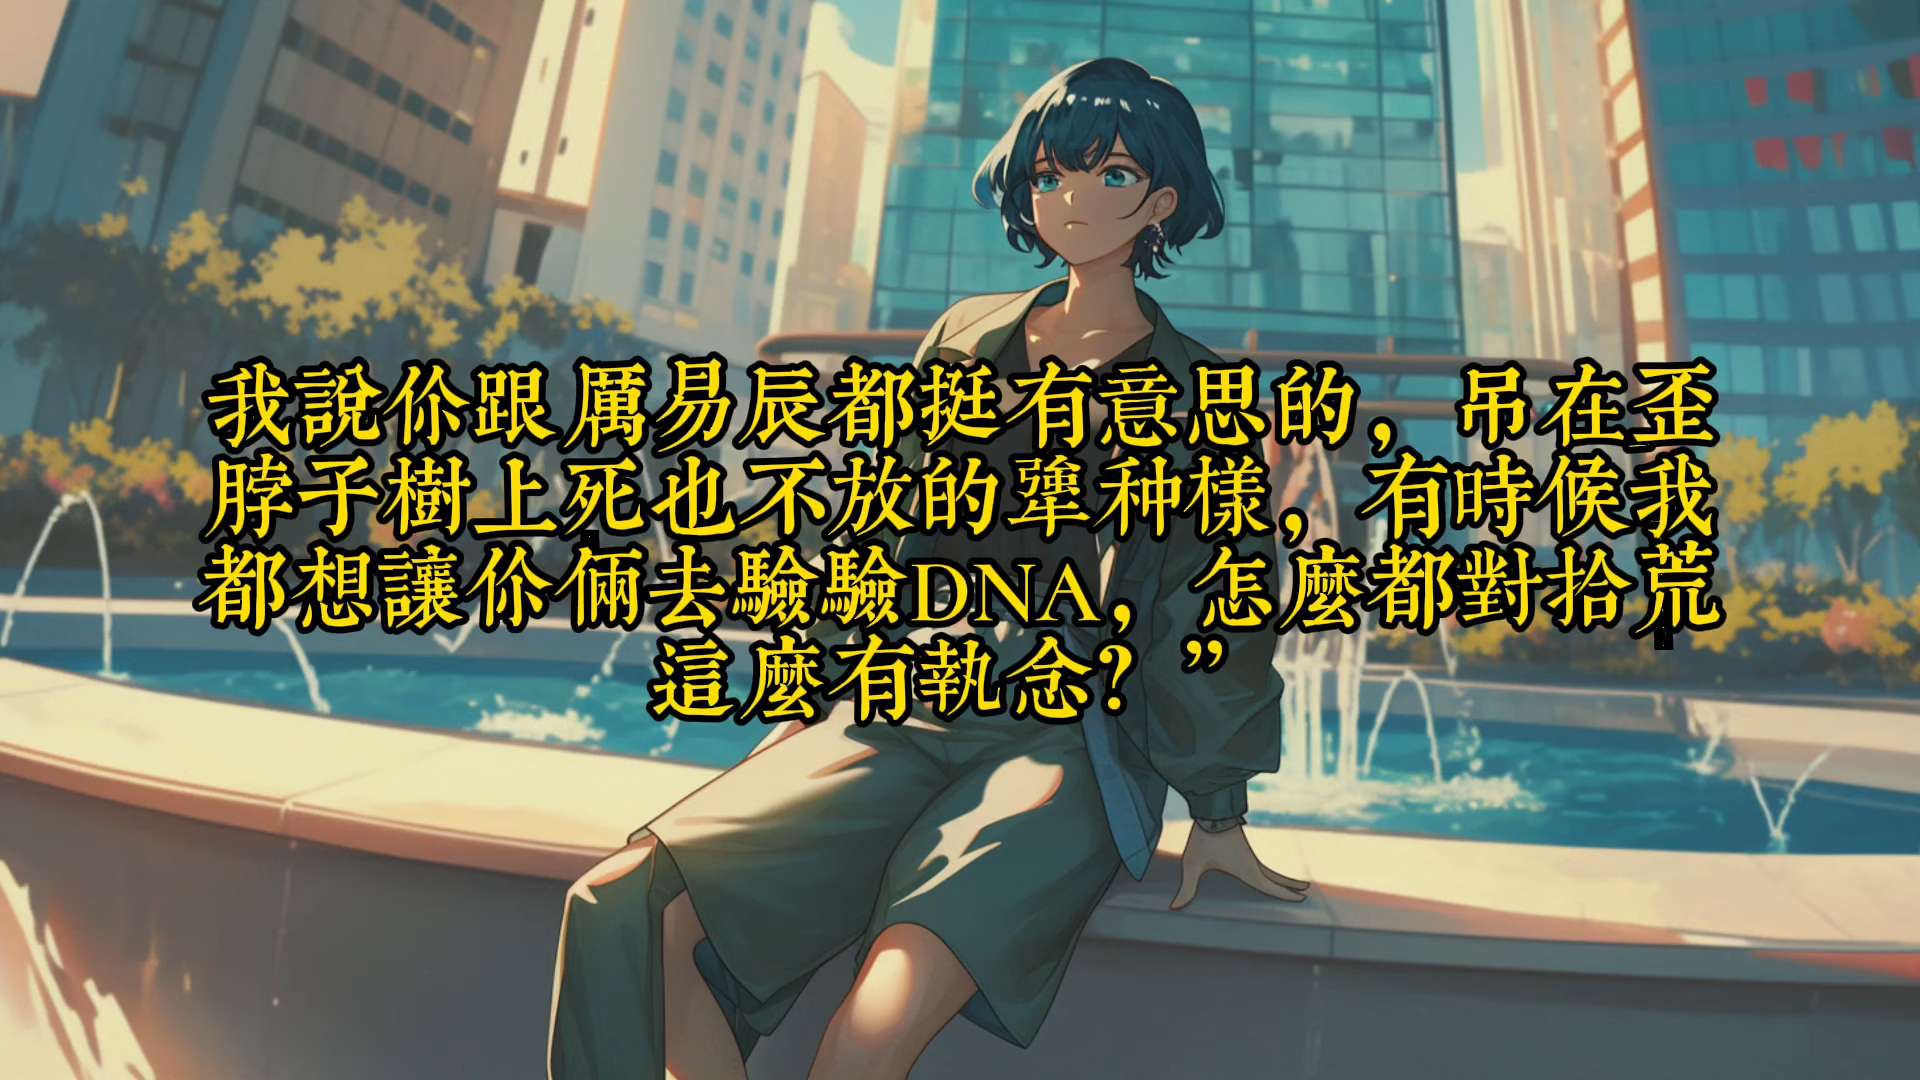 我說你跟厲易辰都挺有意思的，吊在歪
脖子樹上死也不放的犟种樣，有時候我
都想讓你倆去驗驗DNA，怎麼都對拾荒
這麼有執念？”